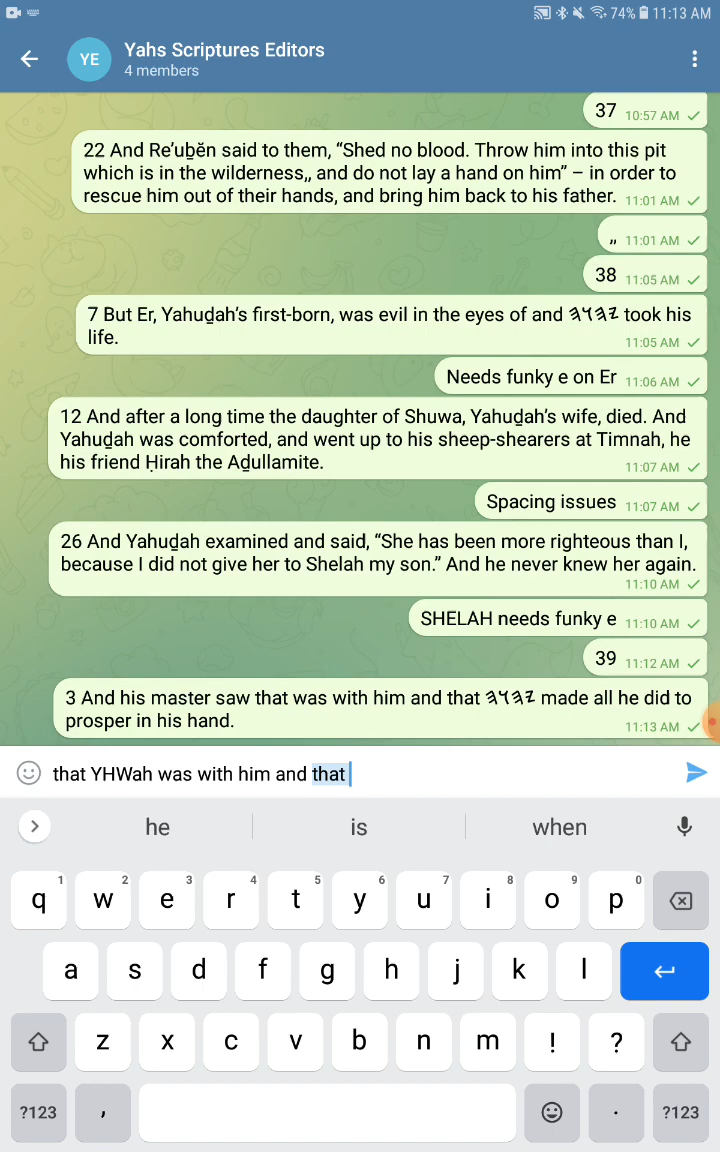 74% 11:13 AM
YE
Yahs Scriptures Editors
4 members
37 10:57 AM
22 And Re’uḇĕn said to them, “Shed no blood. Throw him into this pit
which is in the wilderness,, and do not lay a hand on him” – in order to
rescue him out of their hands, and bring him back to his father. 11:01 AM
,, 11:01 AM
38 11:05 AM
7 But Er, Yahuḏah’s first-born, was evil in the eyes of and 𐤉𐤄𐤅𐤄 took his
life. 11:05 AM
Needs funky e on Er 11:06 AM
12 And after a long time the daughter of Shuwa, Yahuḏah’s wife, died. And
Yahuḏah was comforted, and went up to his sheep-shearers at Timnah, he
his friend Ḥirah the Aḏullamite. 11:07 AM
Spacing issues 11:07 AM
26 And Yahuḏah examined and said, “She has been more righteous than I,
because I did not give her to Shelah my son.” And he never knew her again.
11:10 AM
SHELAH needs funky e 11:10 AM
39 11:12 AM
3 And his master saw that was with him and that 𐤉𐤄𐤅𐤄 made all he did to
prosper in his hand. 11:13 AM
that YHWah was with him and that
he is when
q 1 w 2 e 3 r 4 t 5 y 6 u 7 i 8 o 9 p 0
a s d f g h j k l
z x c v b n m ! ?
?123 , . ?123